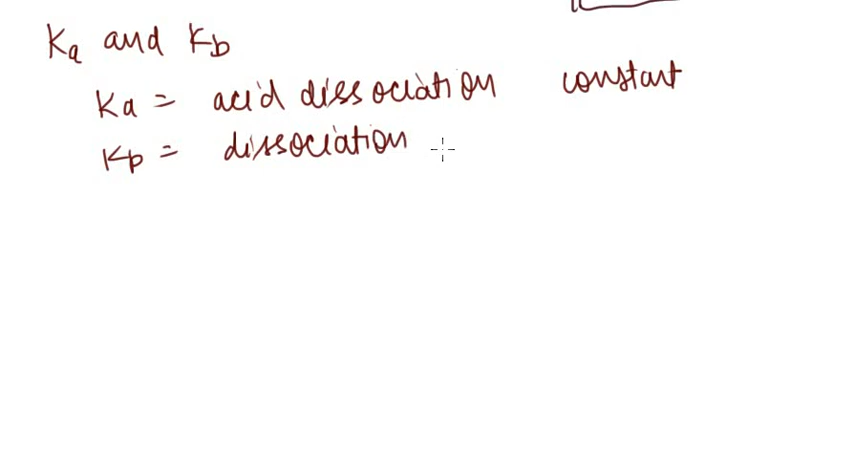 Ka and Kb
Ka = acid dissociation constant
Kb = dissociation